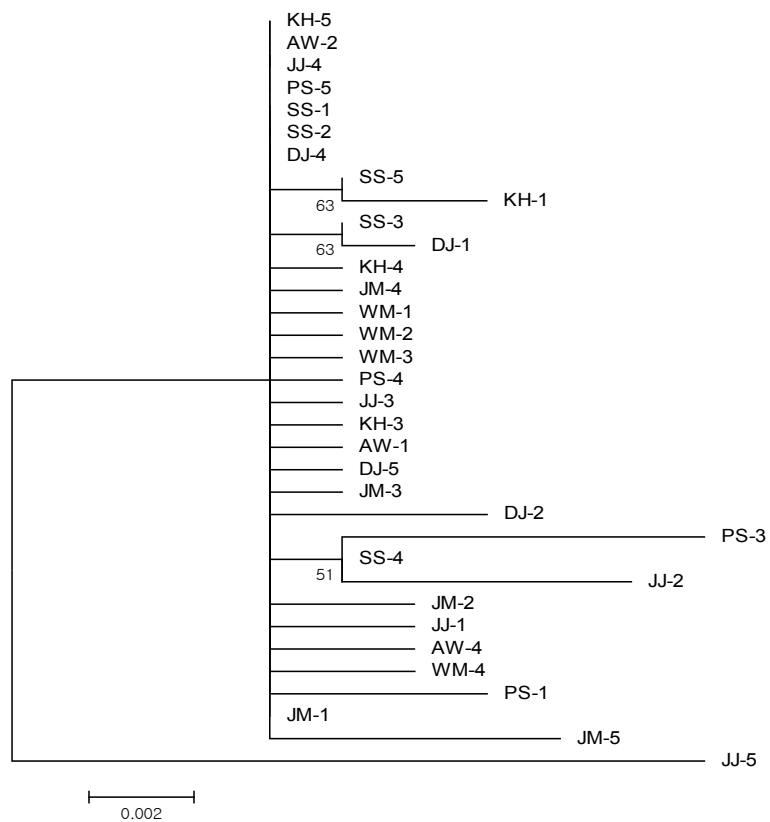 KH-5
AW-2
JJ-4
PS-5
SS-1
SS-2
DJ-4
SS-5
63
KH-1
SS-3
63
DJ-1
KH-4
JM-4
WM-1
WM-2
WM-3
PS-4
JJ-3
KH-3
AW-1
DJ-5
JM-3
DJ-2
PS-3
SS-4
51
JJ-2
JM-2
JJ-1
AW-4
WM-4
PS-1
JM-1
JM-5
JJ-5
0.002